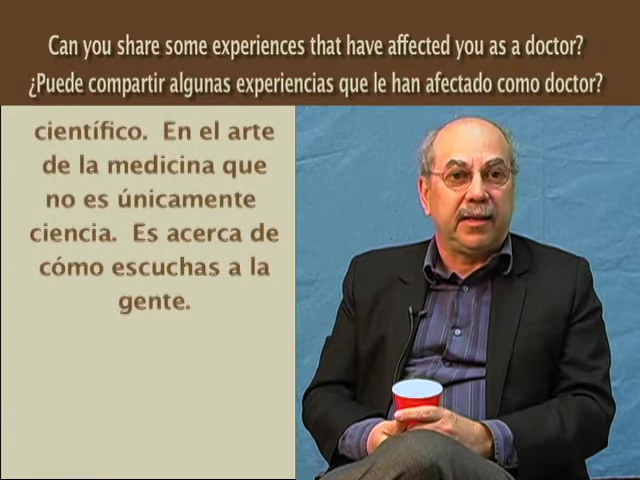 Can you share some experiences that have affected you as a doctor?
¿Puede compartir algunas experiencias que le han afectado como doctor?
científico.  En el arte
de la medicina que
no es únicamente
ciencia.  Es acerca de
cómo escuchas a la
gente.